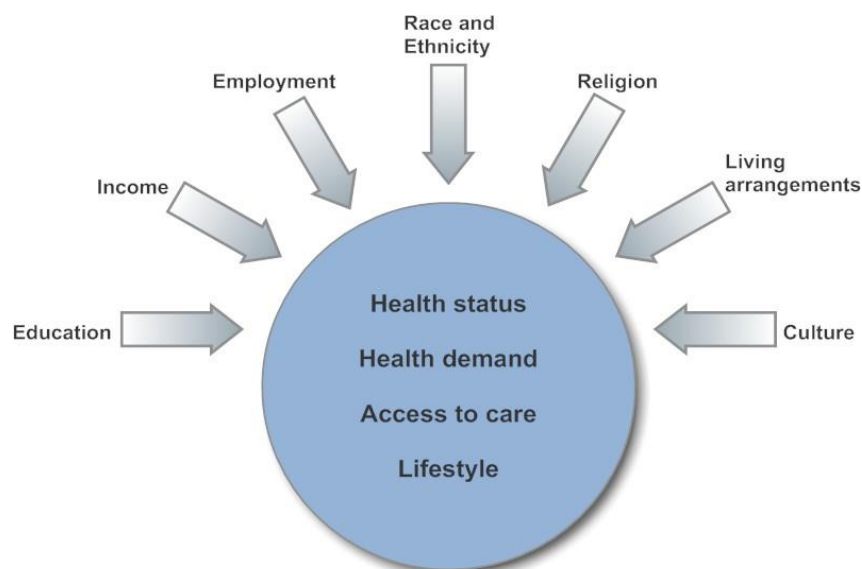 Race and
Ethnicity
Employment
Religion
Living
arrangements
Income
Education
Culture
Health status
Health demand
Access to care
Lifestyle